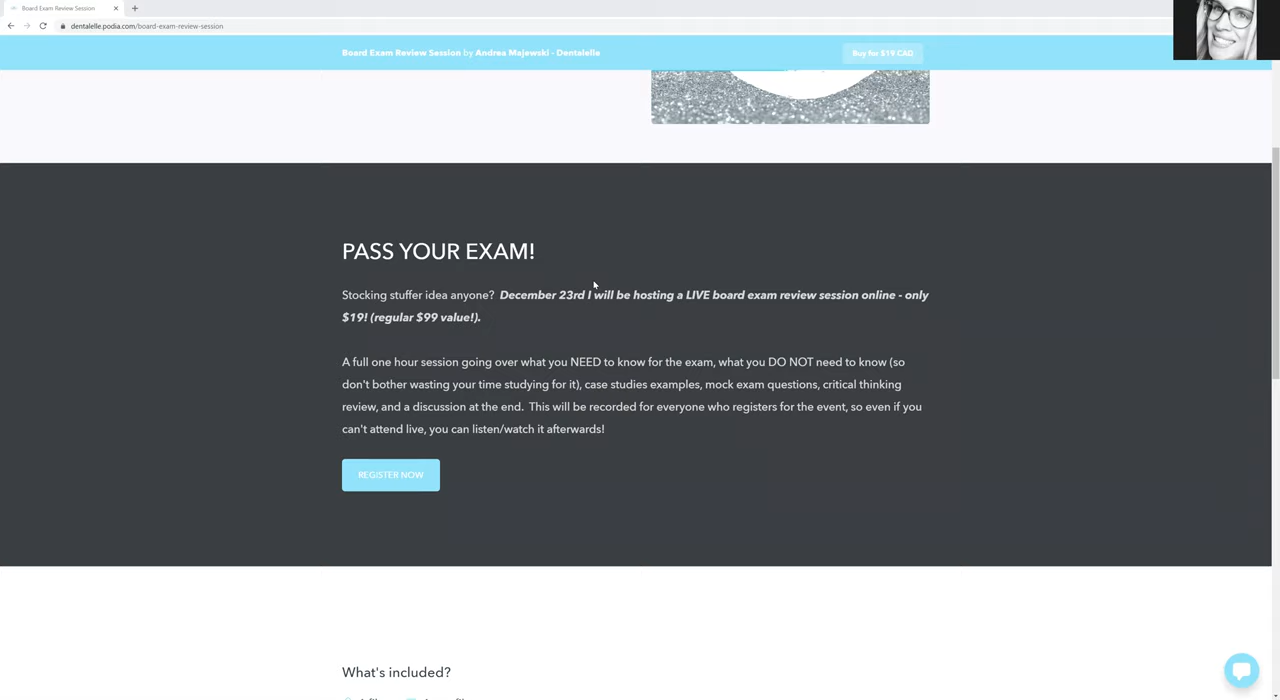 Board Exam Review Session
dentalelle.podia.com/board-exam-review-session
Board Exam Review Session by Andrea Majewski - Dentalelle
Buy for $19 CAD
PASS YOUR EXAM!
Stocking stuffer idea anyone? December 23rd I will be hosting a LIVE board exam review session online - only
$19! (regular $99 value!).
A full one hour session going over what you NEED to know for the exam, what you DO NOT need to know (so
don't bother wasting your time studying for it), case studies examples, mock exam questions, critical thinking
review, and a discussion at the end. This will be recorded for everyone who registers for the event, so even if you
can't attend live, you can listen/watch it afterwards!
REGISTER NOW
What's included?